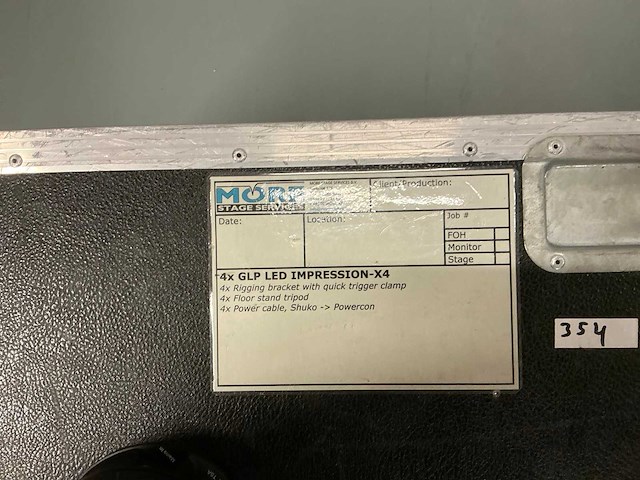 MORE
STAGE SERVICES
Client/Production:
Date:
Location:
Job #
FOH
Monitor
Stage
4x GLP LED IMPRESSION-X4
4x Rigging bracket with quick trigger clamp
4x Floor stand tripod
4x Power cable, Shuko -> Powercon
354